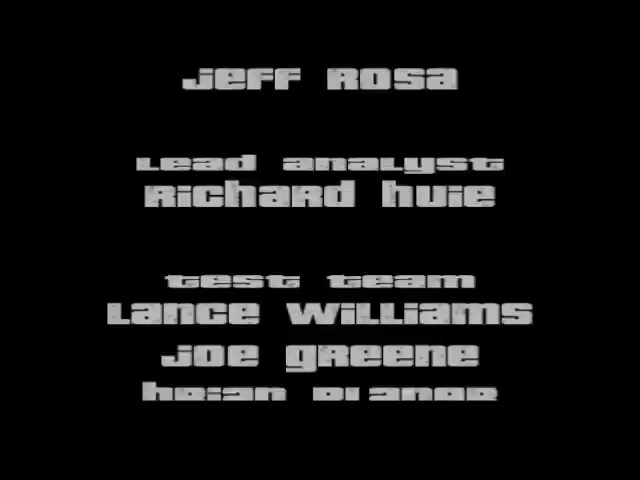 Jeff Rosa
Lead Analyst
Richard Huie
Test Team
Lance Williams
Joe Greene